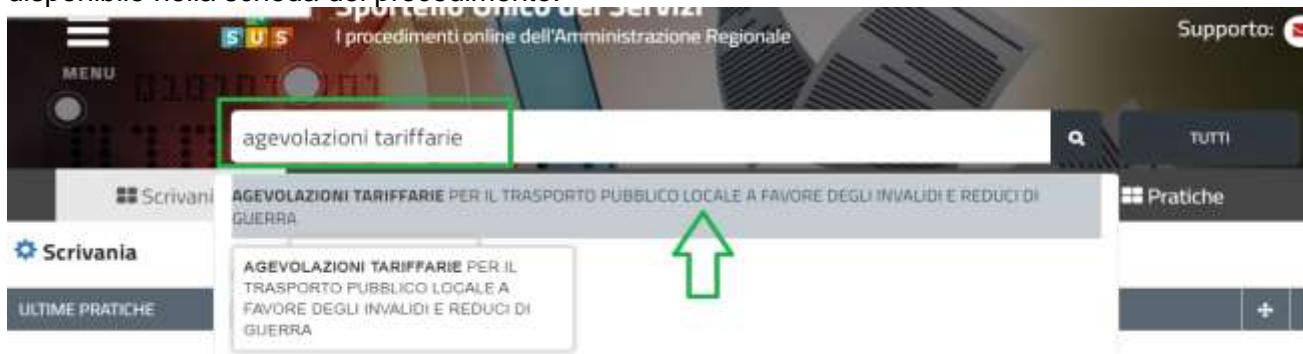 disponibile nella scheda del procedimento.
Sportello Unico dei Servizi
SUS I procedimenti online dell'Amministrazione Regionale
Supporto:
MENU
agevolazioni tariffarie
TUTTI
Scrivani
AGEVOLAZIONI TARIFFARIE PER IL TRASPORTO PUBBLICO LOCALE A FAVORE DEGLI INVALIDI E REDUCI DI
GUERRA
Pratiche
Scrivania
AGEVOLAZIONI TARIFFARIE PER IL
TRASPORTO PUBBLICO LOCALE A
FAVORE DEGLI INVALIDI E REDUCI DI
GUERRA
ULTIME PRATICHE